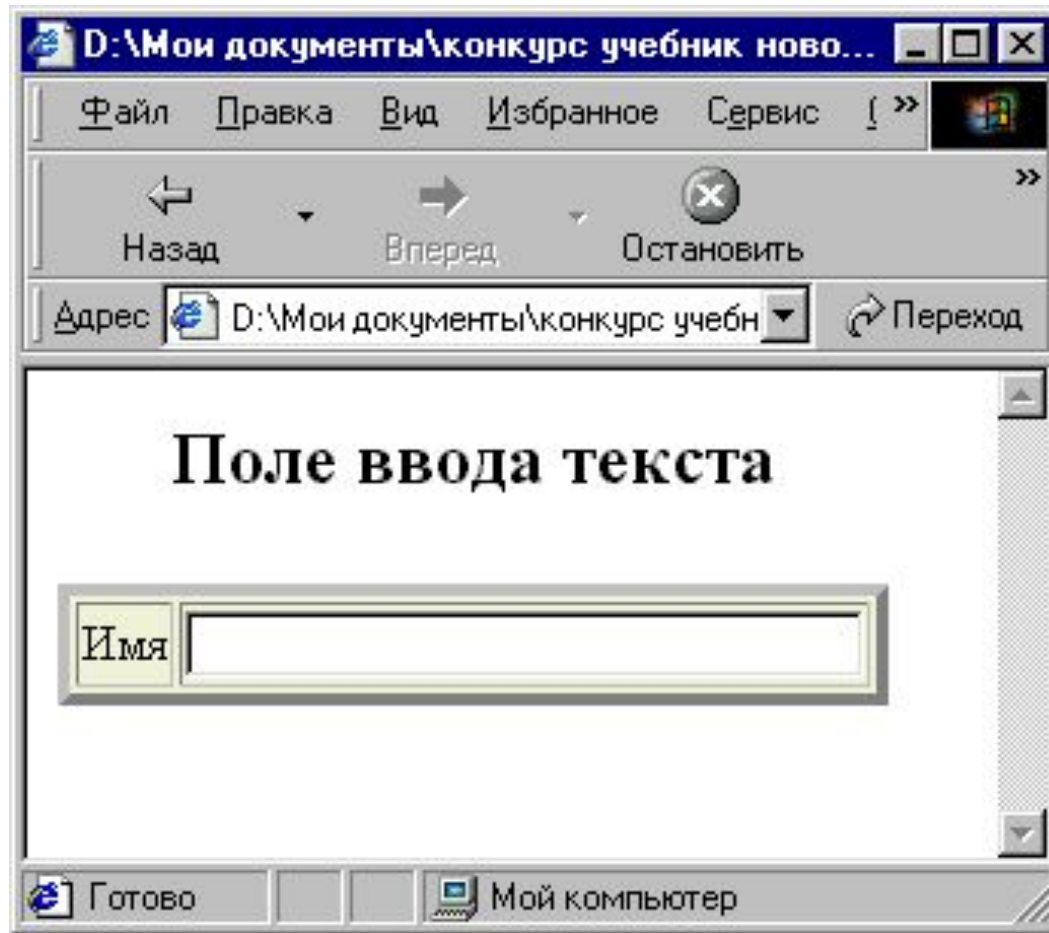 D:\Мои документы\конкурс учебник ново...
Файл Правка Вид Избранное Сервис »
»
Назад Вперед Остановить
Адрес D:\Мои документы\конкурс учебн Переход
Поле ввода текста
Имя
Готово Мой компьютер